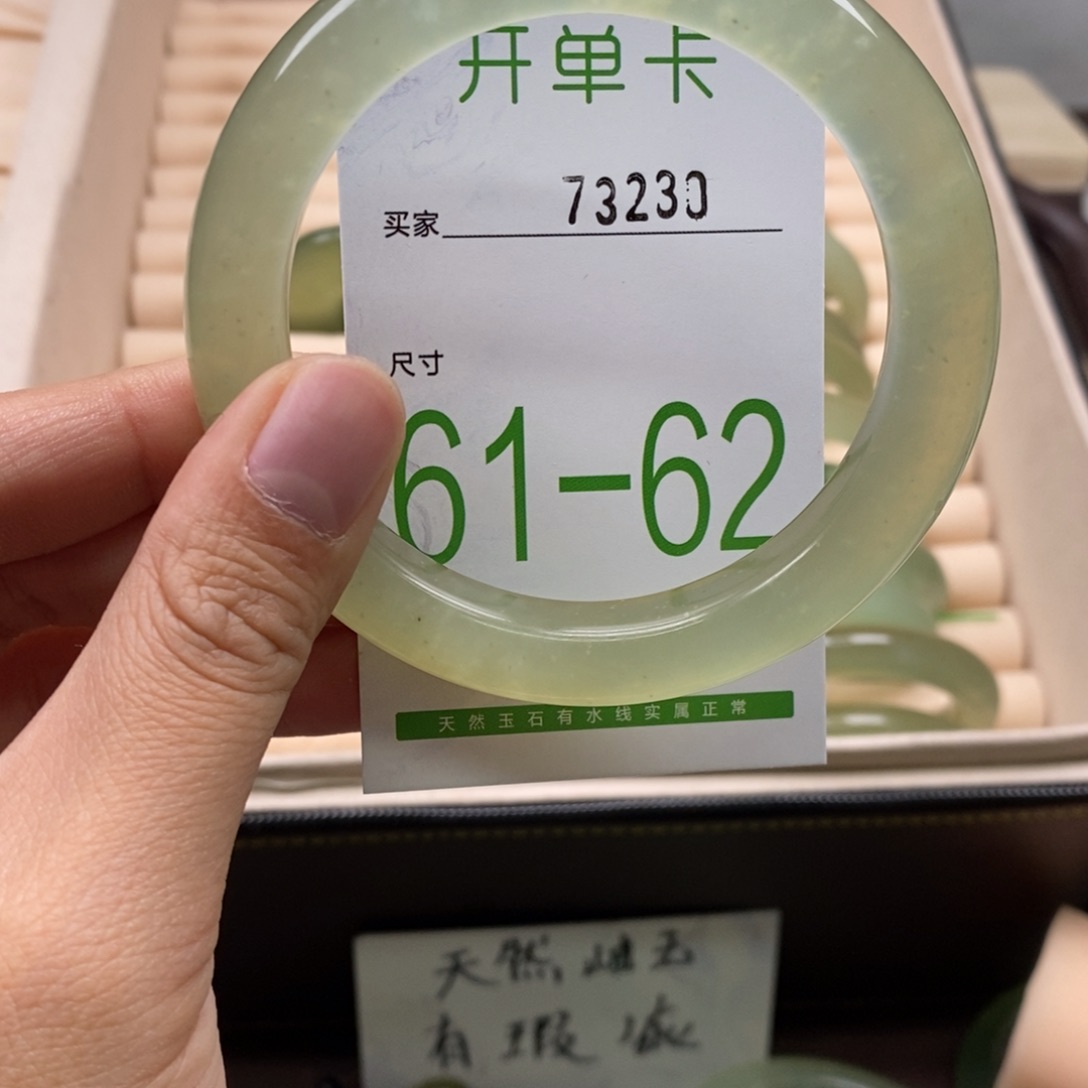 开单卡
买家 73230
尺寸
61-62
天然玉石有水线实属正常
天然岫玉
有瑕疵